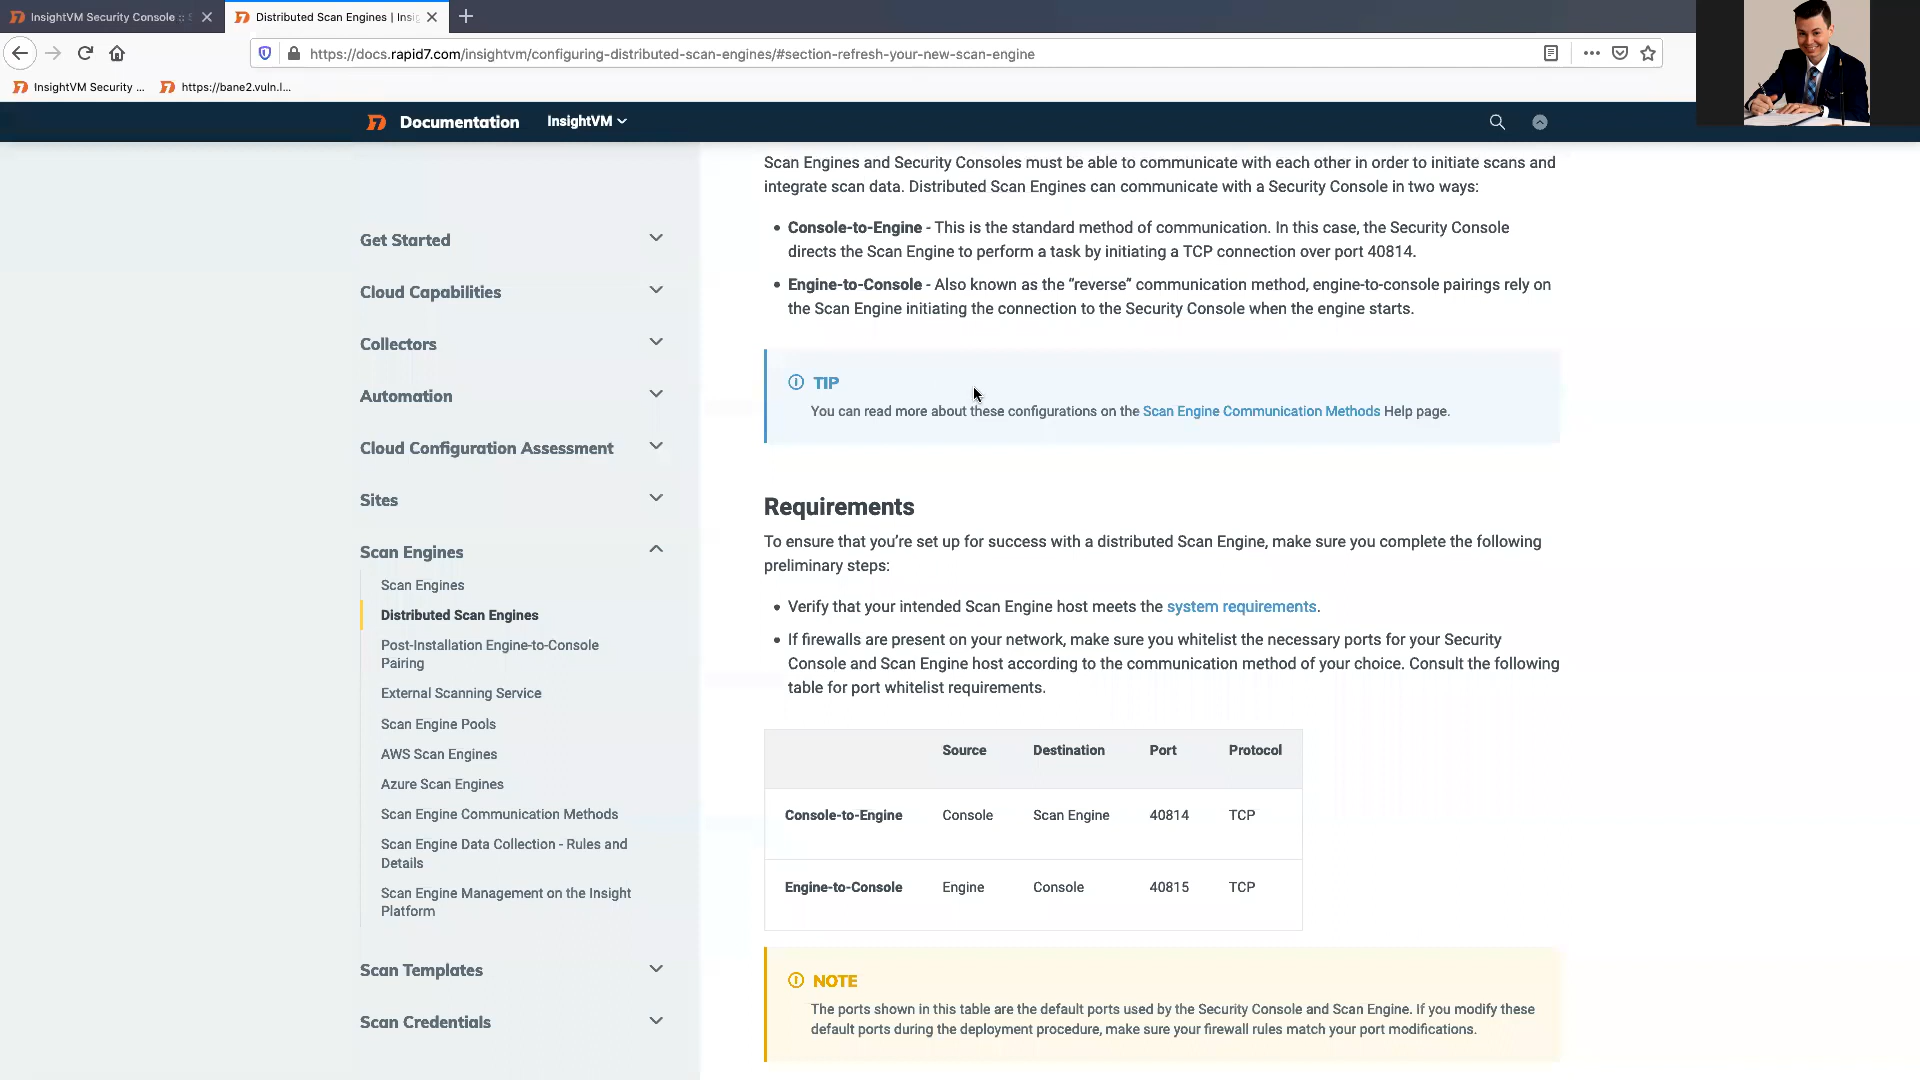 InsightVM Security Console :: S
Distributed Scan Engines | Insig
https://docs.rapid7.com/insightvm/configuring-distributed-scan-engines/#section-refresh-your-new-scan-engine
InsightVM Security ...
https://bane2.vuln.l...
Documentation
InsightVM
Get Started
Cloud Capabilities
Collectors
Automation
Cloud Configuration Assessment
Sites
Scan Engines
Scan Engines
Distributed Scan Engines
Post-Installation Engine-to-Console
Pairing
External Scanning Service
Scan Engine Pools
AWS Scan Engines
Azure Scan Engines
Scan Engine Communication Methods
Scan Engine Data Collection - Rules and
Details
Scan Engine Management on the Insight
Platform
Scan Templates
Scan Credentials
Scan Engines and Security Consoles must be able to communicate with each other in order to initiate scans and
integrate scan data. Distributed Scan Engines can communicate with a Security Console in two ways:
• Console-to-Engine - This is the standard method of communication. In this case, the Security Console
directs the Scan Engine to perform a task by initiating a TCP connection over port 40814.
• Engine-to-Console - Also known as the “reverse” communication method, engine-to-console pairings rely on
the Scan Engine initiating the connection to the Security Console when the engine starts.
TIP
You can read more about these configurations on the Scan Engine Communication Methods Help page.
Requirements
To ensure that you’re set up for success with a distributed Scan Engine, make sure you complete the following
preliminary steps:
• Verify that your intended Scan Engine host meets the system requirements.
• If firewalls are present on your network, make sure you whitelist the necessary ports for your Security
Console and Scan Engine host according to the communication method of your choice. Consult the following
table for port whitelist requirements.
Source Destination Port Protocol
Console-to-Engine Console Scan Engine 40814 TCP
Engine-to-Console Engine Console 40815 TCP
NOTE
The ports shown in this table are the default ports used by the Security Console and Scan Engine. If you modify these
default ports during the deployment procedure, make sure your firewall rules match your port modifications.